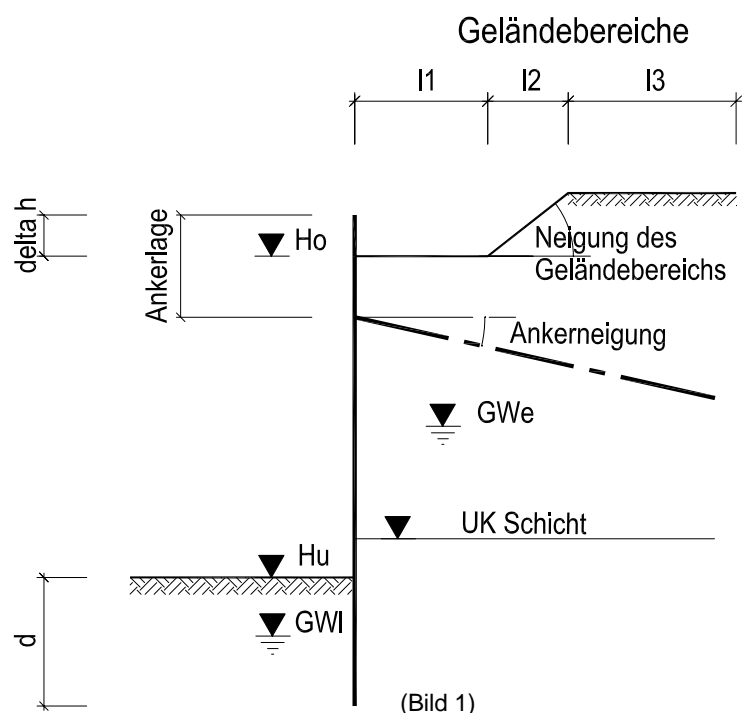 Geländebereiche
l1 l2 l3
delta h
Ankerlage
Ho
Neigung des
Geländebereichs
Ankerneigung
GWe
UK Schicht
Hu
GWl
d
(Bild 1)